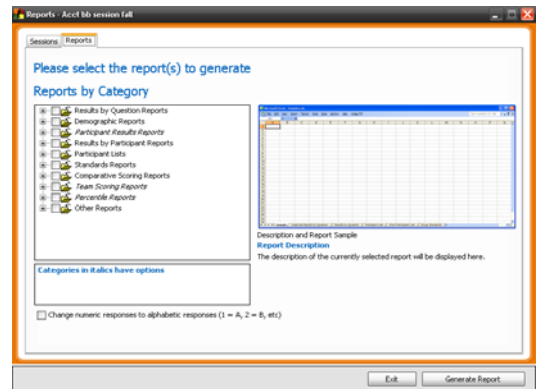 Reports - Acct bb session fall
Sessions Reports
Please select the report(s) to generate
Reports by Category
Results by Question Reports
Demographic Reports
Participant Results Reports
Results by Participant Reports
Participant Lists
Standards Reports
Comparative Scoring Reports
Team Scoring Reports
Percentile Reports
Other Reports
Description and Report Sample
Report Description
The description of the currently selected report will be displayed here.
Categories in italics have options
Change numeric responses to alphabetic responses (1 = A, 2 = B, etc)
Exit Generate Report